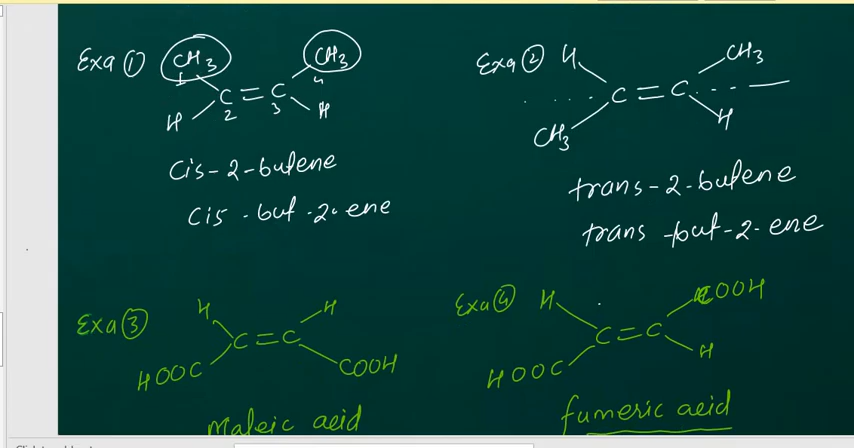 Exa ①
CH3 CH3
1 4
C = C
2 3
H H
cis-2-butene
cis-but-2-ene
Exa ②
H CH3
C = C
CH3 H
trans-2-butene
trans-but-2-ene
Exa ③
H H
C = C
HOOC COOH
Maleic acid
Exa ④
H COOH
C = C
HOOC H
fumeric acid